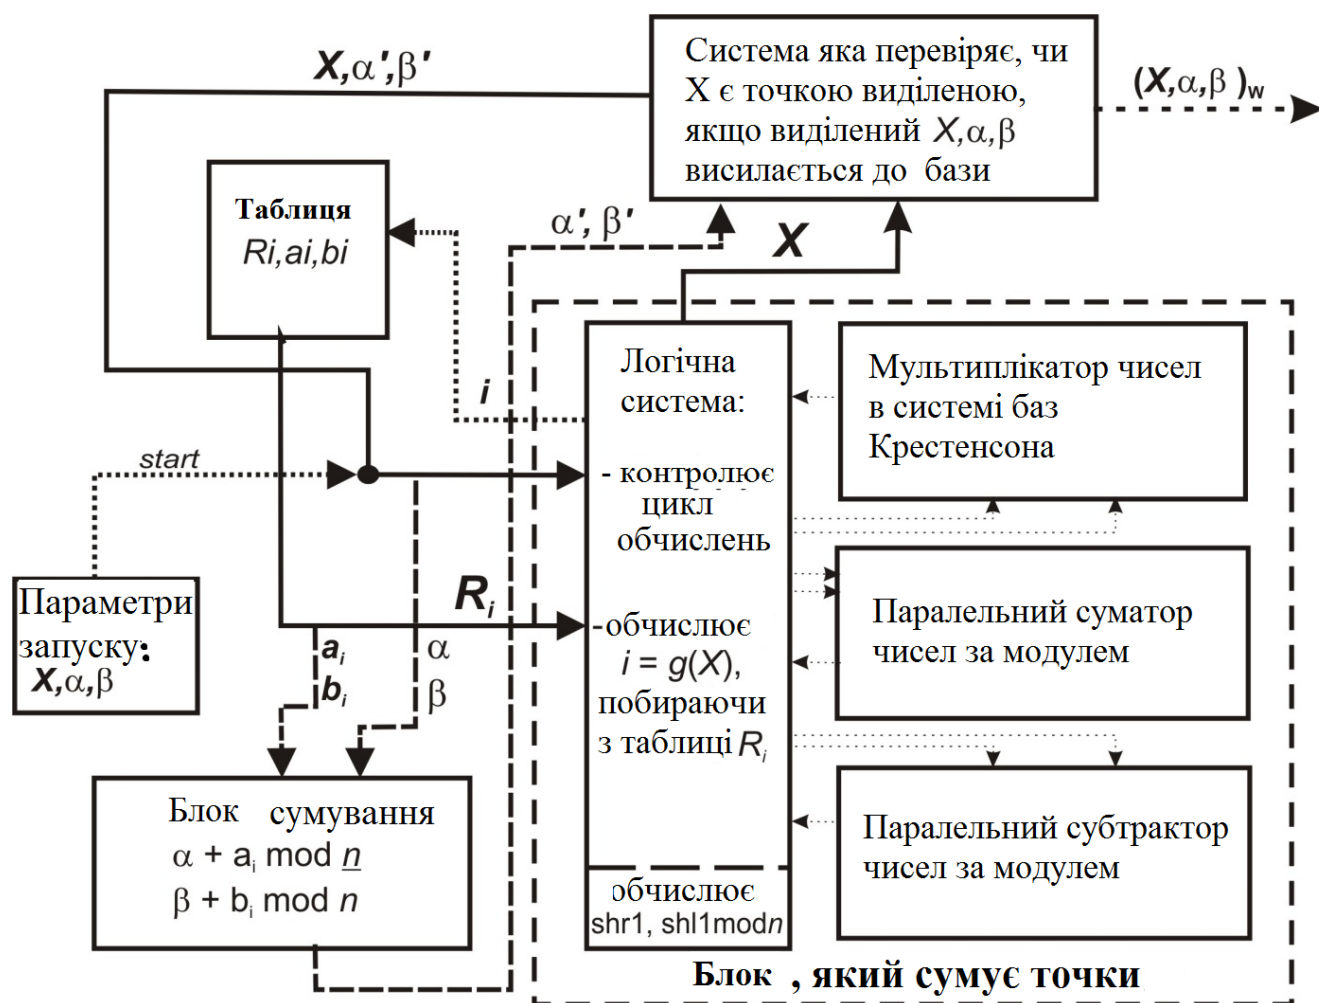 X,α′,β′
Система яка перевіряє, чи
X є точкою виділеною,
якщо виділений X,α,β
висилається до бази
(X,α,β )w
Таблиця
Ri,ai,bi
α′, β′
X
i
start
Параметри
запуску:
X,α,β
Ri
ai
bi
α
β
Блок сумування
α + ai mod n
β + bi mod n
Логічна
система:
- контролює
цикл
обчислень
-обчислює
i = g(X),
побираючи
з таблиці Ri
обчислює
shr1, shl1modn
Мультиплікатор чисел
в системі баз
Крестенсона
Паралельний суматор
чисел за модулем
Паралельний субтрактор
чисел за модулем
Блок , який сумує точки